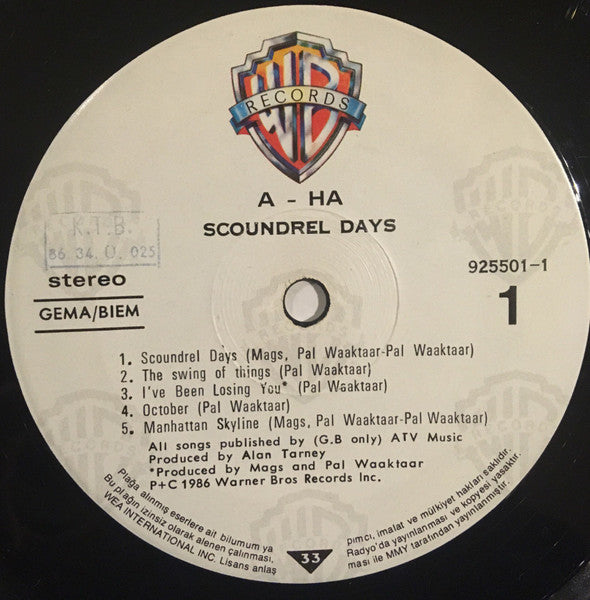 WB
RECORDS
A - HA
SCOUNDREL DAYS
K.T.B.
86. 34. O. 025
stereo
GEMA/BIEM
925501-1
1
1. Scoundrel Days (Mags, Pal Waaktaar-Pal Waaktaar)
2. The swing of things (Pal Waaktaar)
3. I've Been Losing You* (Pal Waaktaar)
4. October (Pal Waaktaar)
5. Manhattan Skyline (Mags, Pal Waaktaar-Pal Waaktaar)
All songs published by (G.B only) ATV Music
Produced by Alan Tarney
*Produced by Mags and Pal Waaktaar
P+C 1986 Warner Bros Records Inc.
Plağa alınmış eserlere ait bilumum ya
Bu plağın izinsiz olarak alenen çalınması,
WEA INTERNATIONAL INC. Lisans anlaş
33
pımcı, imalat ve mülkiyet hakları saklıdır.
Radyo'da yayınlanması ve kopyesi yasaktır.
ması ile MMY tarafından yayınlanmıştır.